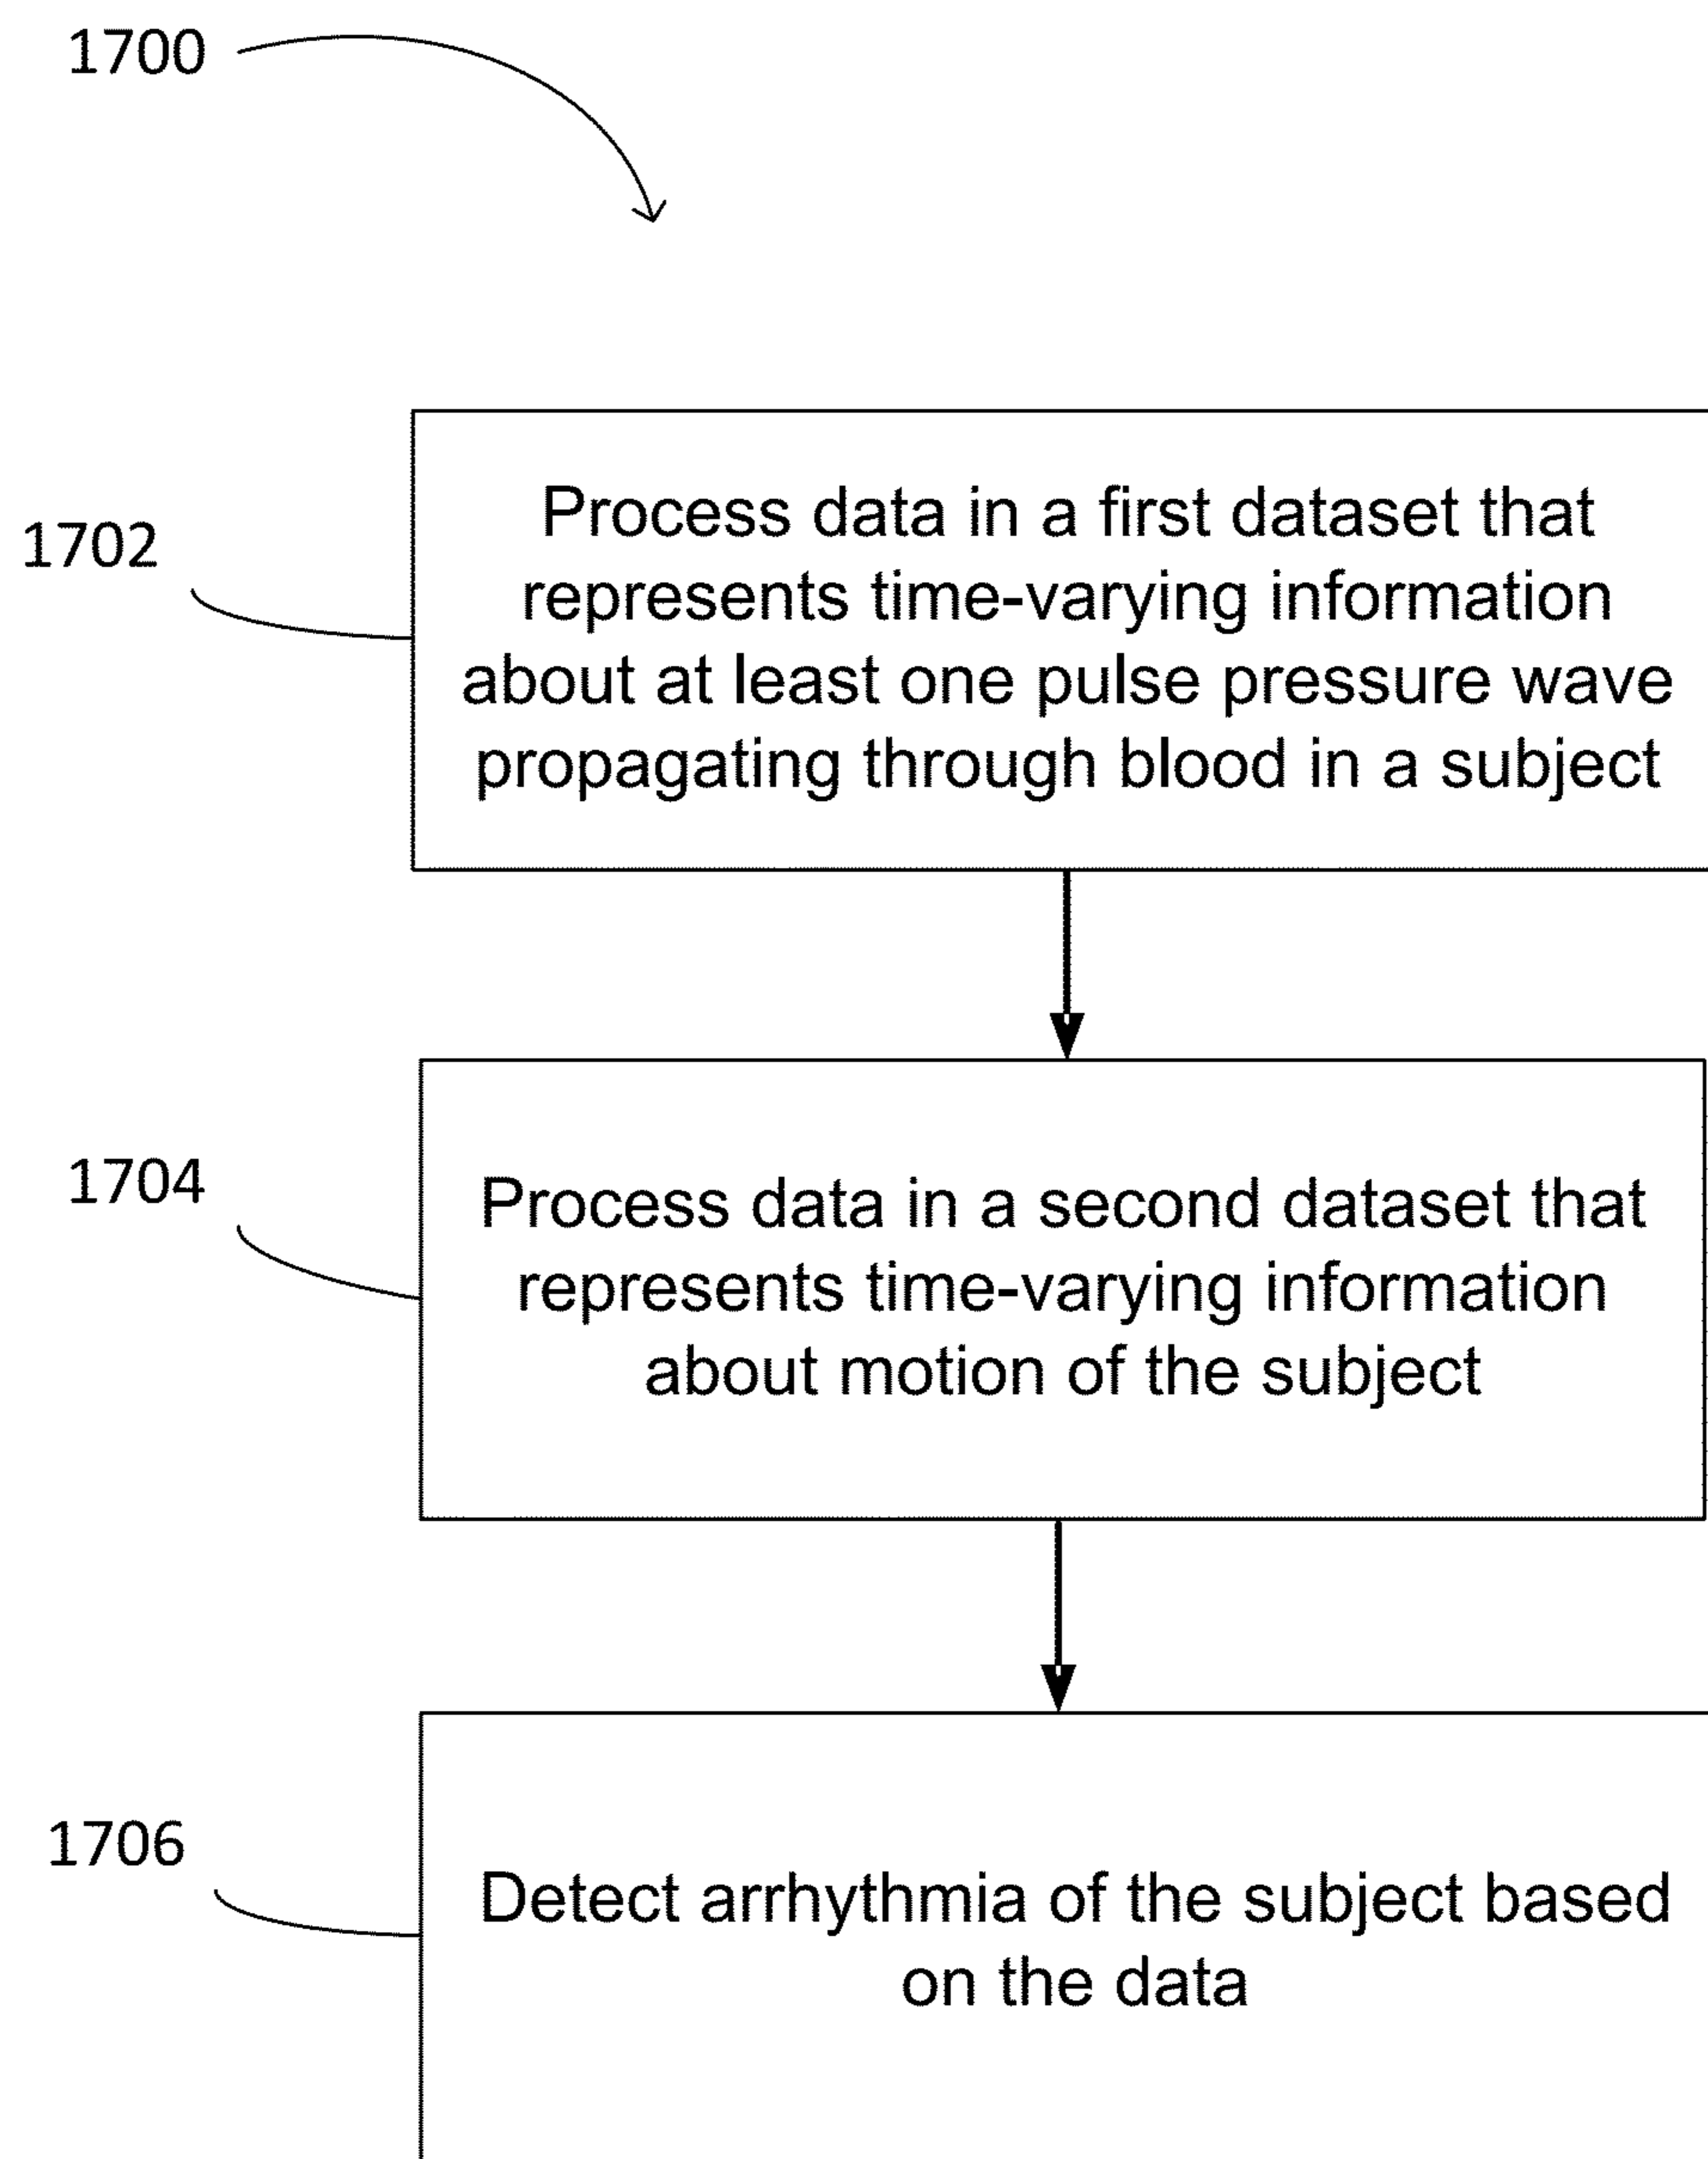 1700
1702
Process data in a first dataset that
represents time-varying information
about at least one pulse pressure wave
propagating through blood in a subject
1704
Process data in a second dataset that
represents time-varying information
about motion of the subject
1706
Detect arrhythmia of the subject based
on the data